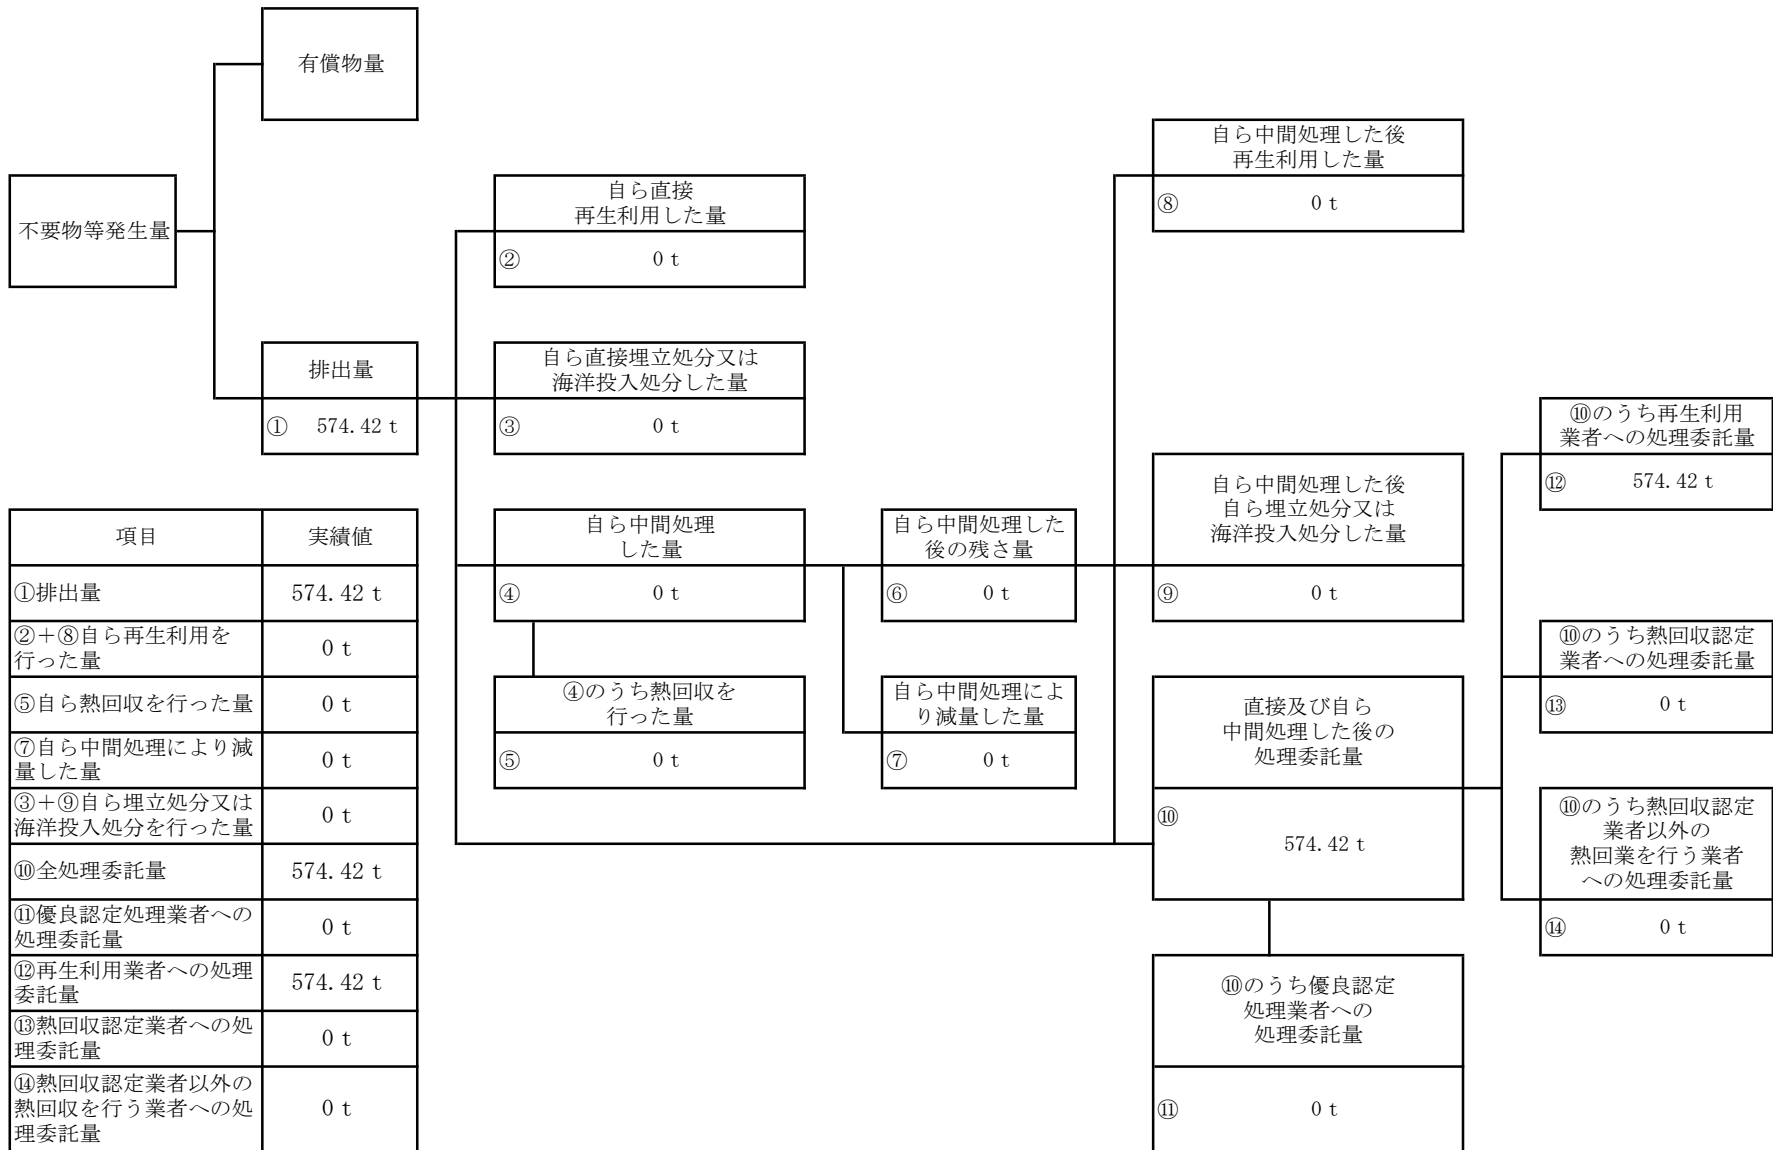 有償物量
不要物等発生量
自ら直接
再生利用した量
② 0 t
自ら中間処理した後
再生利用した量
⑧ 0 t
排出量
① 574.42 t
自ら直接埋立処分又は
海洋投入処分した量
③ 0 t
⑩のうち再生利用
業者への処理委託量
⑫ 574.42 t
自ら中間処理
した量
④ 0 t
自ら中間処理した
後の残さ量
⑥ 0 t
自ら中間処理した後
自ら埋立処分又は
海洋投入処分した量
⑨ 0 t
④のうち熱回収を
行った量
⑤ 0 t
自ら中間処理によ
り減量した量
⑦ 0 t
直接及び自ら
中間処理した後の
処理委託量
⑩
574.42 t
⑩のうち熱回収認定
業者への処理委託量
⑬ 0 t
⑩のうち熱回収認定
業者以外の
熱回業を行う業者
への処理委託量
⑭ 0 t
⑩のうち優良認定
処理業者への
処理委託量
⑪ 0 t
項目 実績値
①排出量 574.42 t
②+⑧自ら再生利用を
行った量 0 t
⑤自ら熱回収を行った量 0 t
⑦自ら中間処理により減
量した量 0 t
③+⑨自ら埋立処分又は
海洋投入処分を行った量 0 t
⑩全処理委託量 574.42 t
⑪優良認定処理業者への
処理委託量 0 t
⑫再生利用業者への処理
委託量 574.42 t
⑬熱回収認定業者への処
理委託量 0 t
⑭熱回収認定業者以外の
熱回収を行う業者への処 0 t
理委託量